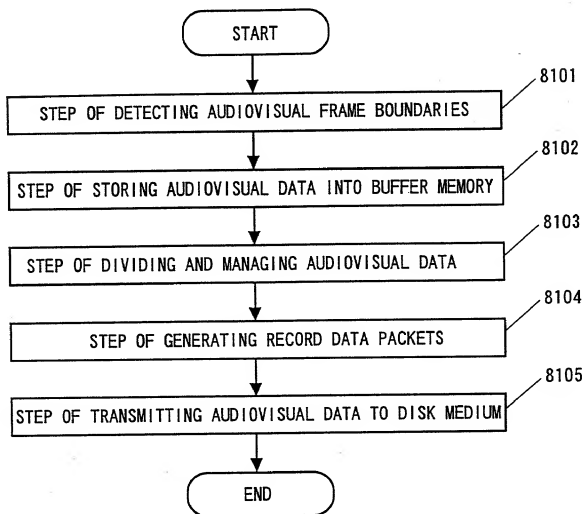 START
8101
STEP OF DETECTING AUDIOVISUAL FRAME BOUNDARIES
8102
STEP OF STORING AUDIOVISUAL DATA INTO BUFFER MEMORY
8103
STEP OF DIVIDING AND MANAGING AUDIOVISUAL DATA
8104
STEP OF GENERATING RECORD DATA PACKETS
8105
STEP OF TRANSMITTING AUDIOVISUAL DATA TO DISK MEDIUM
END